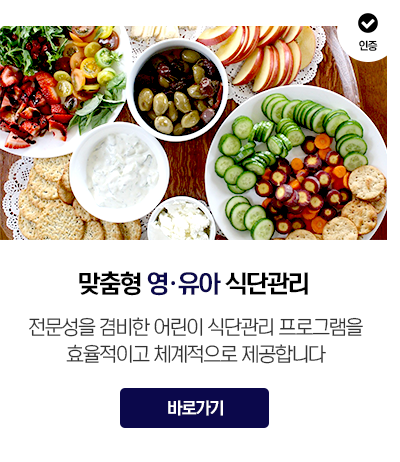 인증
맞춤형 영·유아 식단관리
전문성을 겸비한 어린이 식단관리 프로그램을
효율적이고 체계적으로 제공합니다
바로가기